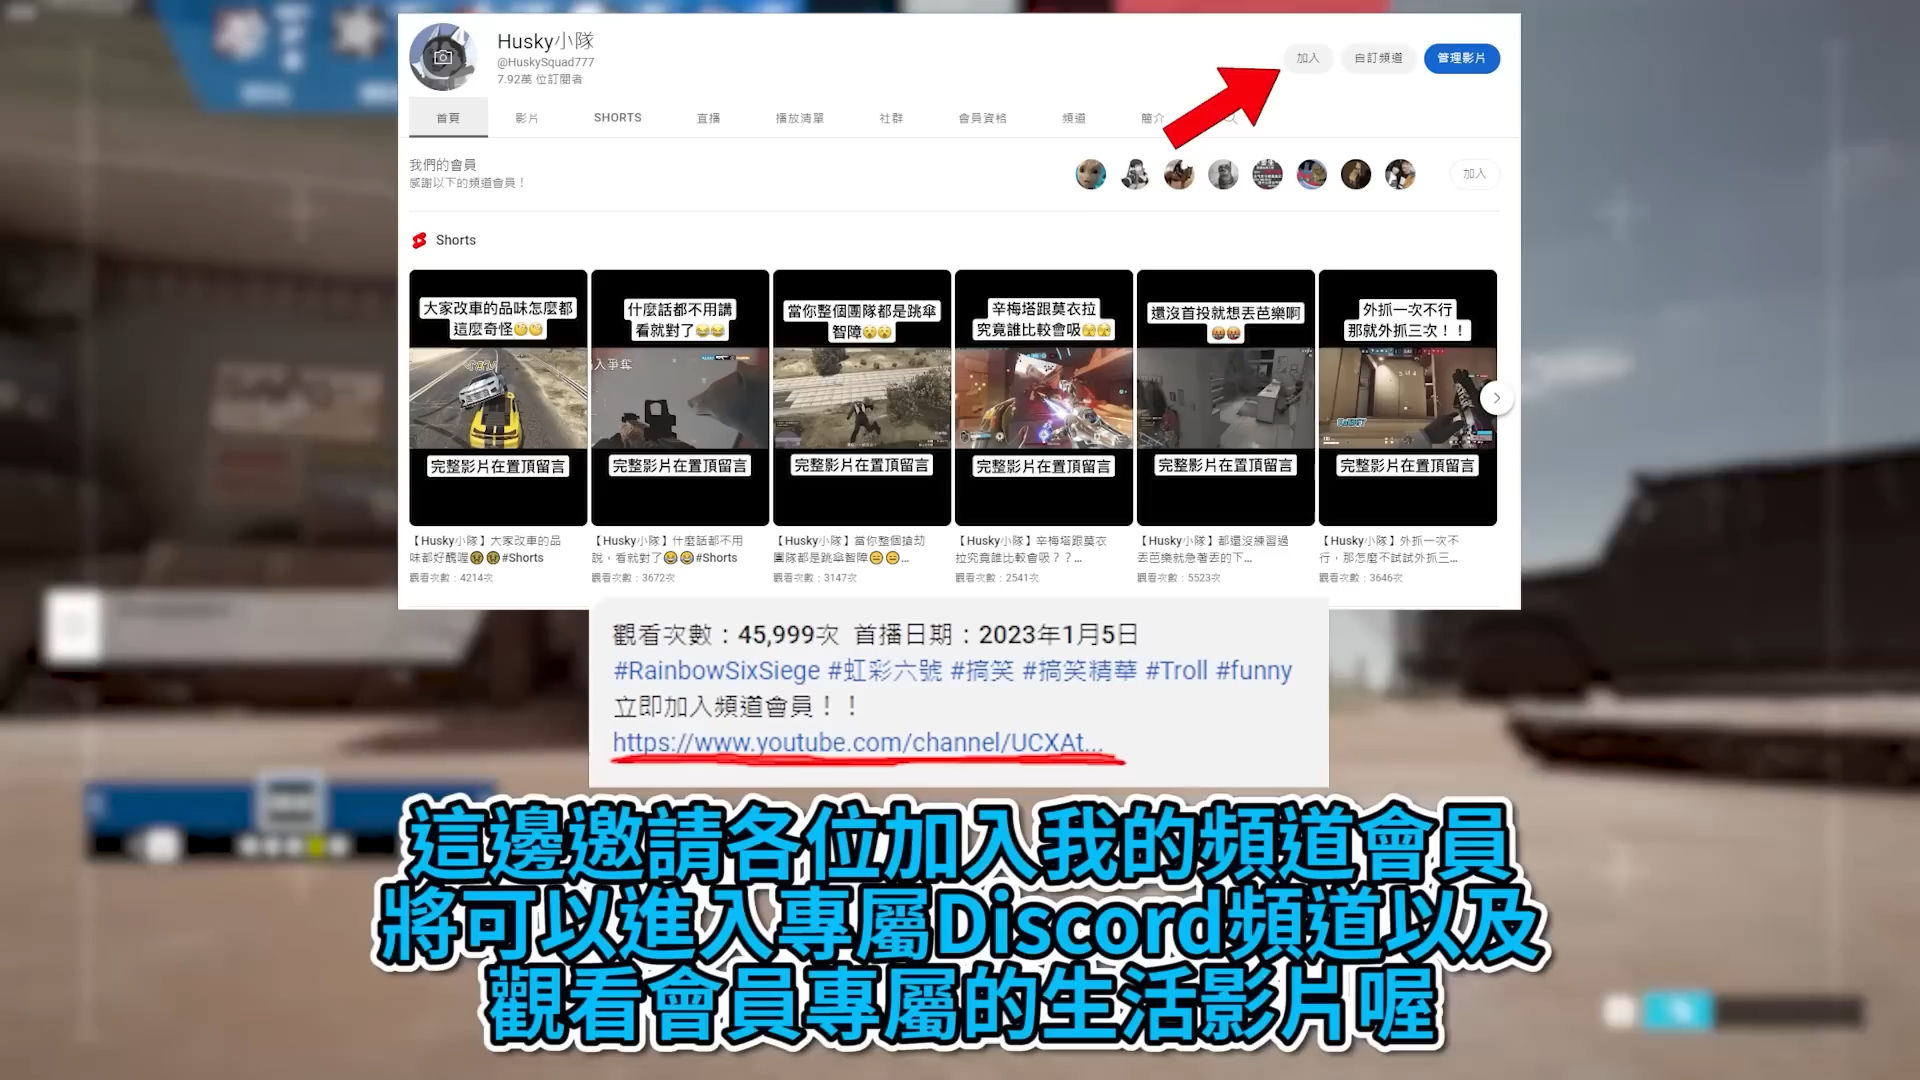 Husky小隊
@HuskySquad777
7.92萬 位訂閱者
加入
自訂頻道
管理影片
首頁
影片
SHORTS
直播
播放清單
社群
會員資格
頻道
簡介
我們的會員
感謝以下的頻道會員！
加入
Shorts
大家改車的品味怎麼都
這麼奇怪🧐🧐
完整影片在置頂留言
【Husky小隊】大家改車的品
味都好醜喔🤢🤢#Shorts
觀看次數：4214次
什麼話都不用講
看就對了😂😂
完整影片在置頂留言
【Husky小隊】什麼話都不用
說，看就對了😂😂#Shorts
觀看次數：3672次
當你整個團隊都是跳傘
智障😵😵
完整影片在置頂留言
【Husky小隊】當你整個搶劫
團隊都是跳傘智障😑😑...
觀看次數：3147次
辛梅塔跟莫衣拉
究竟誰比較會吸🫣🫣
完整影片在置頂留言
【Husky小隊】辛梅塔跟莫衣
拉究竟誰比較會吸？？...
觀看次數：2541次
還沒首投就想丟芭樂啊
🤬🤬
完整影片在置頂留言
【Husky小隊】都還沒練習過
丟芭樂就急著丟的下...
觀看次數：5523次
外抓一次不行
那就外抓三次！！
完整影片在置頂留言
【Husky小隊】外抓一次不
行，那怎麼不試試外抓三...
觀看次數：3646次
觀看次數：45,999次 首播日期：2023年1月5日
#RainbowSixSiege #虹彩六號 #搞笑 #搞笑精華 #Troll #funny
立即加入頻道會員！！
https://www.youtube.com/channel/UCXAt...
這邊邀請各位加入我的頻道會員
將可以進入專屬Discord頻道以及
觀看會員專屬的生活影片喔